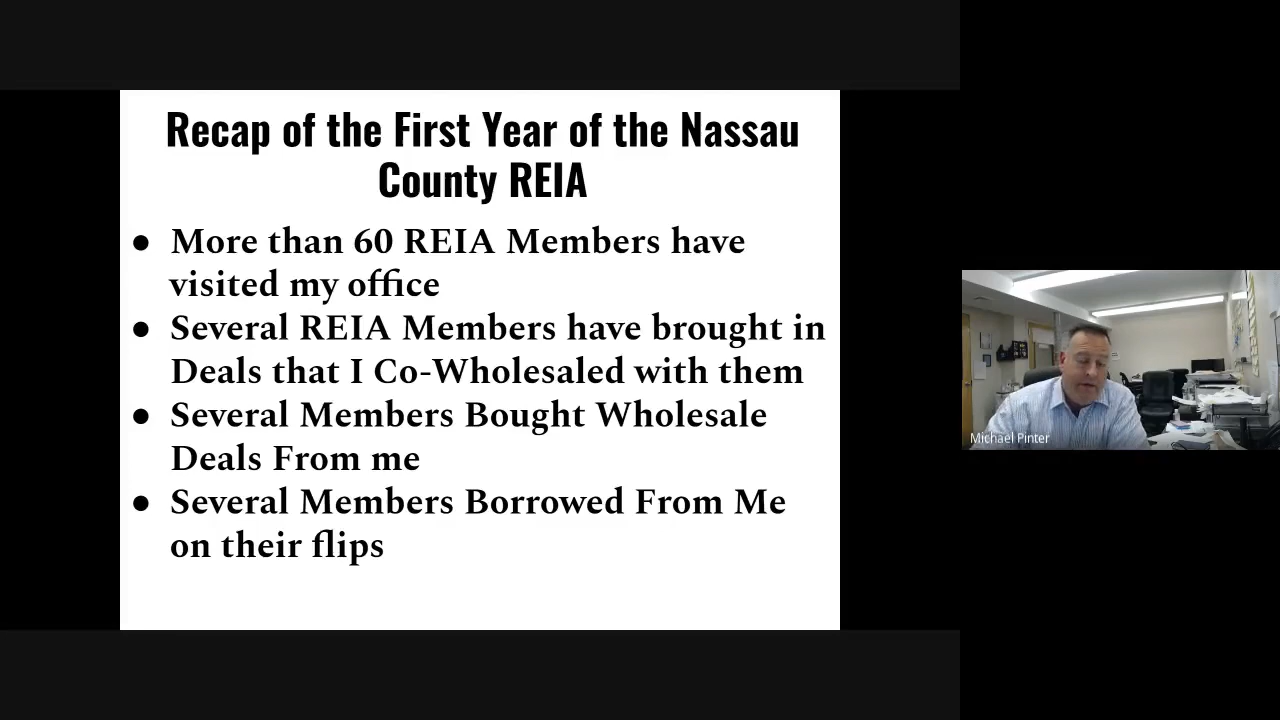 Recap of the First Year of the Nassau
County REIA
● More than 60 REIA Members have
visited my office
● Several REIA Members have brought in
Deals that I Co-Wholesaled with them
● Several Members Bought Wholesale
Deals From me
● Several Members Borrowed From Me
on their flips
Michael Pinter